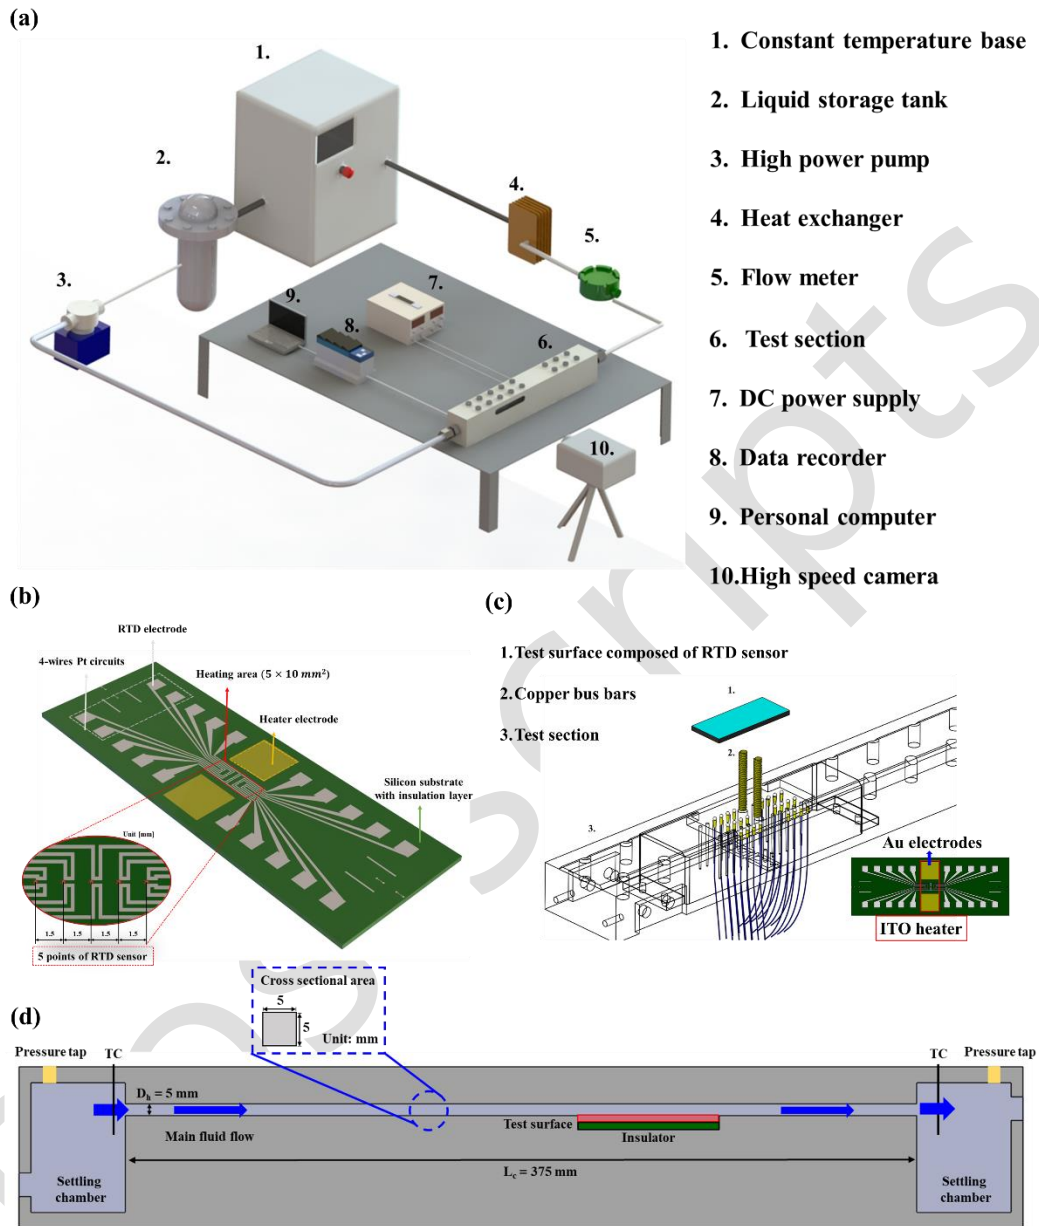 (a)
1.
2.
3.
4.
5.
6.
7.
8.
9.
10.
1. Constant temperature base
2. Liquid storage tank
3. High power pump
4. Heat exchanger
5. Flow meter
6. Test section
7. DC power supply
8. Data recorder
9. Personal computer
10.High speed camera
(b)
RTD electrode
4-wires Pt circuits
Heating area (5 × 10 mm²)
Heater electrode
Silicon substrate
with insulation layer
Unit [mm]
1.5 1.5 1.5 1.5
5 points of RTD sensor
(c)
1.Test surface composed of RTD sensor
2.Copper bus bars
3.Test section
1.
2.
3.
Au electrodes
ITO heater
(d)
Cross sectional area
5
5
Unit: mm
Pressure tap
TC
TC
Pressure tap
Dₕ = 5 mm
Main fluid flow
Test surface
Insulator
L꜀ = 375 mm
Settling
chamber
Settling
chamber
scripts